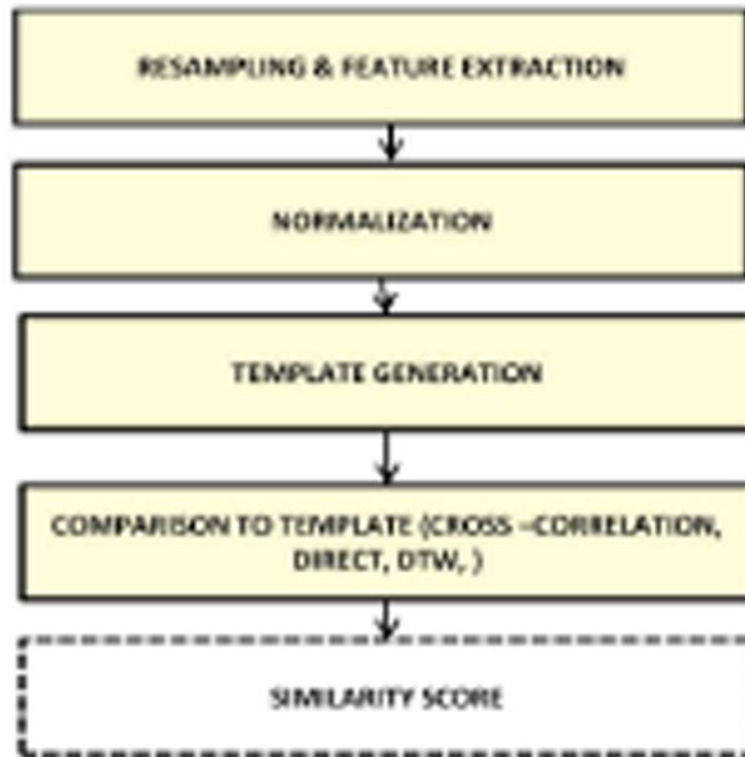 RESAMPLING & FEATURE EXTRACTION
NORMALIZATION
TEMPLATE GENERATION
COMPARISON TO TEMPLATE (CROSS –CORRELATION,
DIRECT, DTW, )
SIMILARITY SCORE